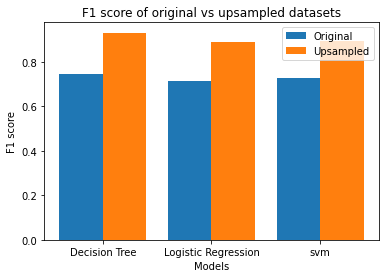 F1 score of original vs upsampled datasets
Original
Upsampled
F1 score
0.8
0.6
0.4
0.2
0.0
Decision Tree
Logistic Regression
svm
Models